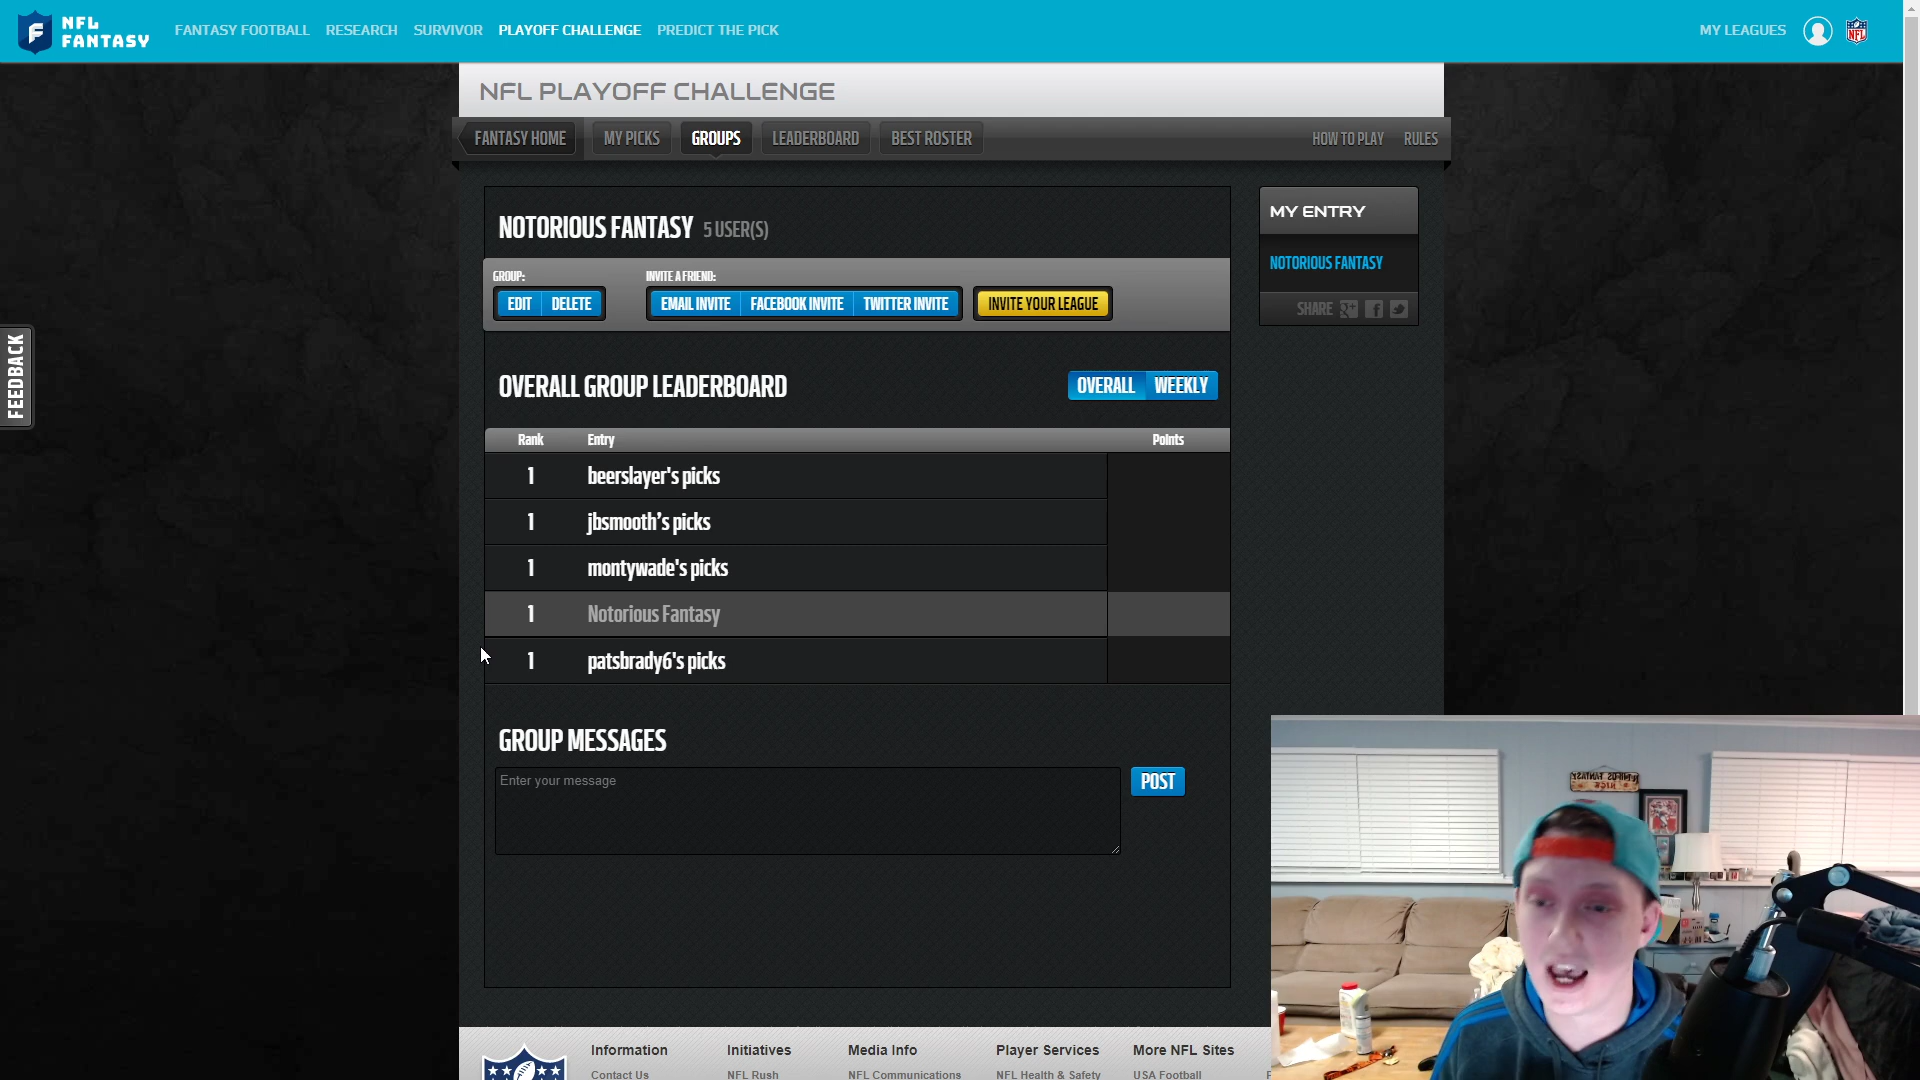 NFL FANTASY
FANTASY FOOTBALL RESEARCH SURVIVOR PLAYOFF CHALLENGE PREDICT THE PICK MY LEAGUES
NFL PLAYOFF CHALLENGE
FANTASY HOME MY PICKS GROUPS LEADERBOARD BEST ROSTER HOW TO PLAY RULES
NOTORIOUS FANTASY 5 USER(S)
MY ENTRY
NOTORIOUS FANTASY
SHARE
GROUP: INVITE A FRIEND:
EDIT DELETE EMAIL INVITE FACEBOOK INVITE TWITTER INVITE INVITE YOUR LEAGUE
FEEDBACK
OVERALL GROUP LEADERBOARD OVERALL WEEKLY
Rank Entry Points
1 beerslayer's picks
1 jbsmooth’s picks
1 montywade's picks
1 Notorious Fantasy
1 patsbrady6's picks
GROUP MESSAGES
Enter your message
POST
Information Initiatives Media Info Player Services More NFL Sites
Contact Us NFL Rush NFL Communications NFL Health & Safety USA Football